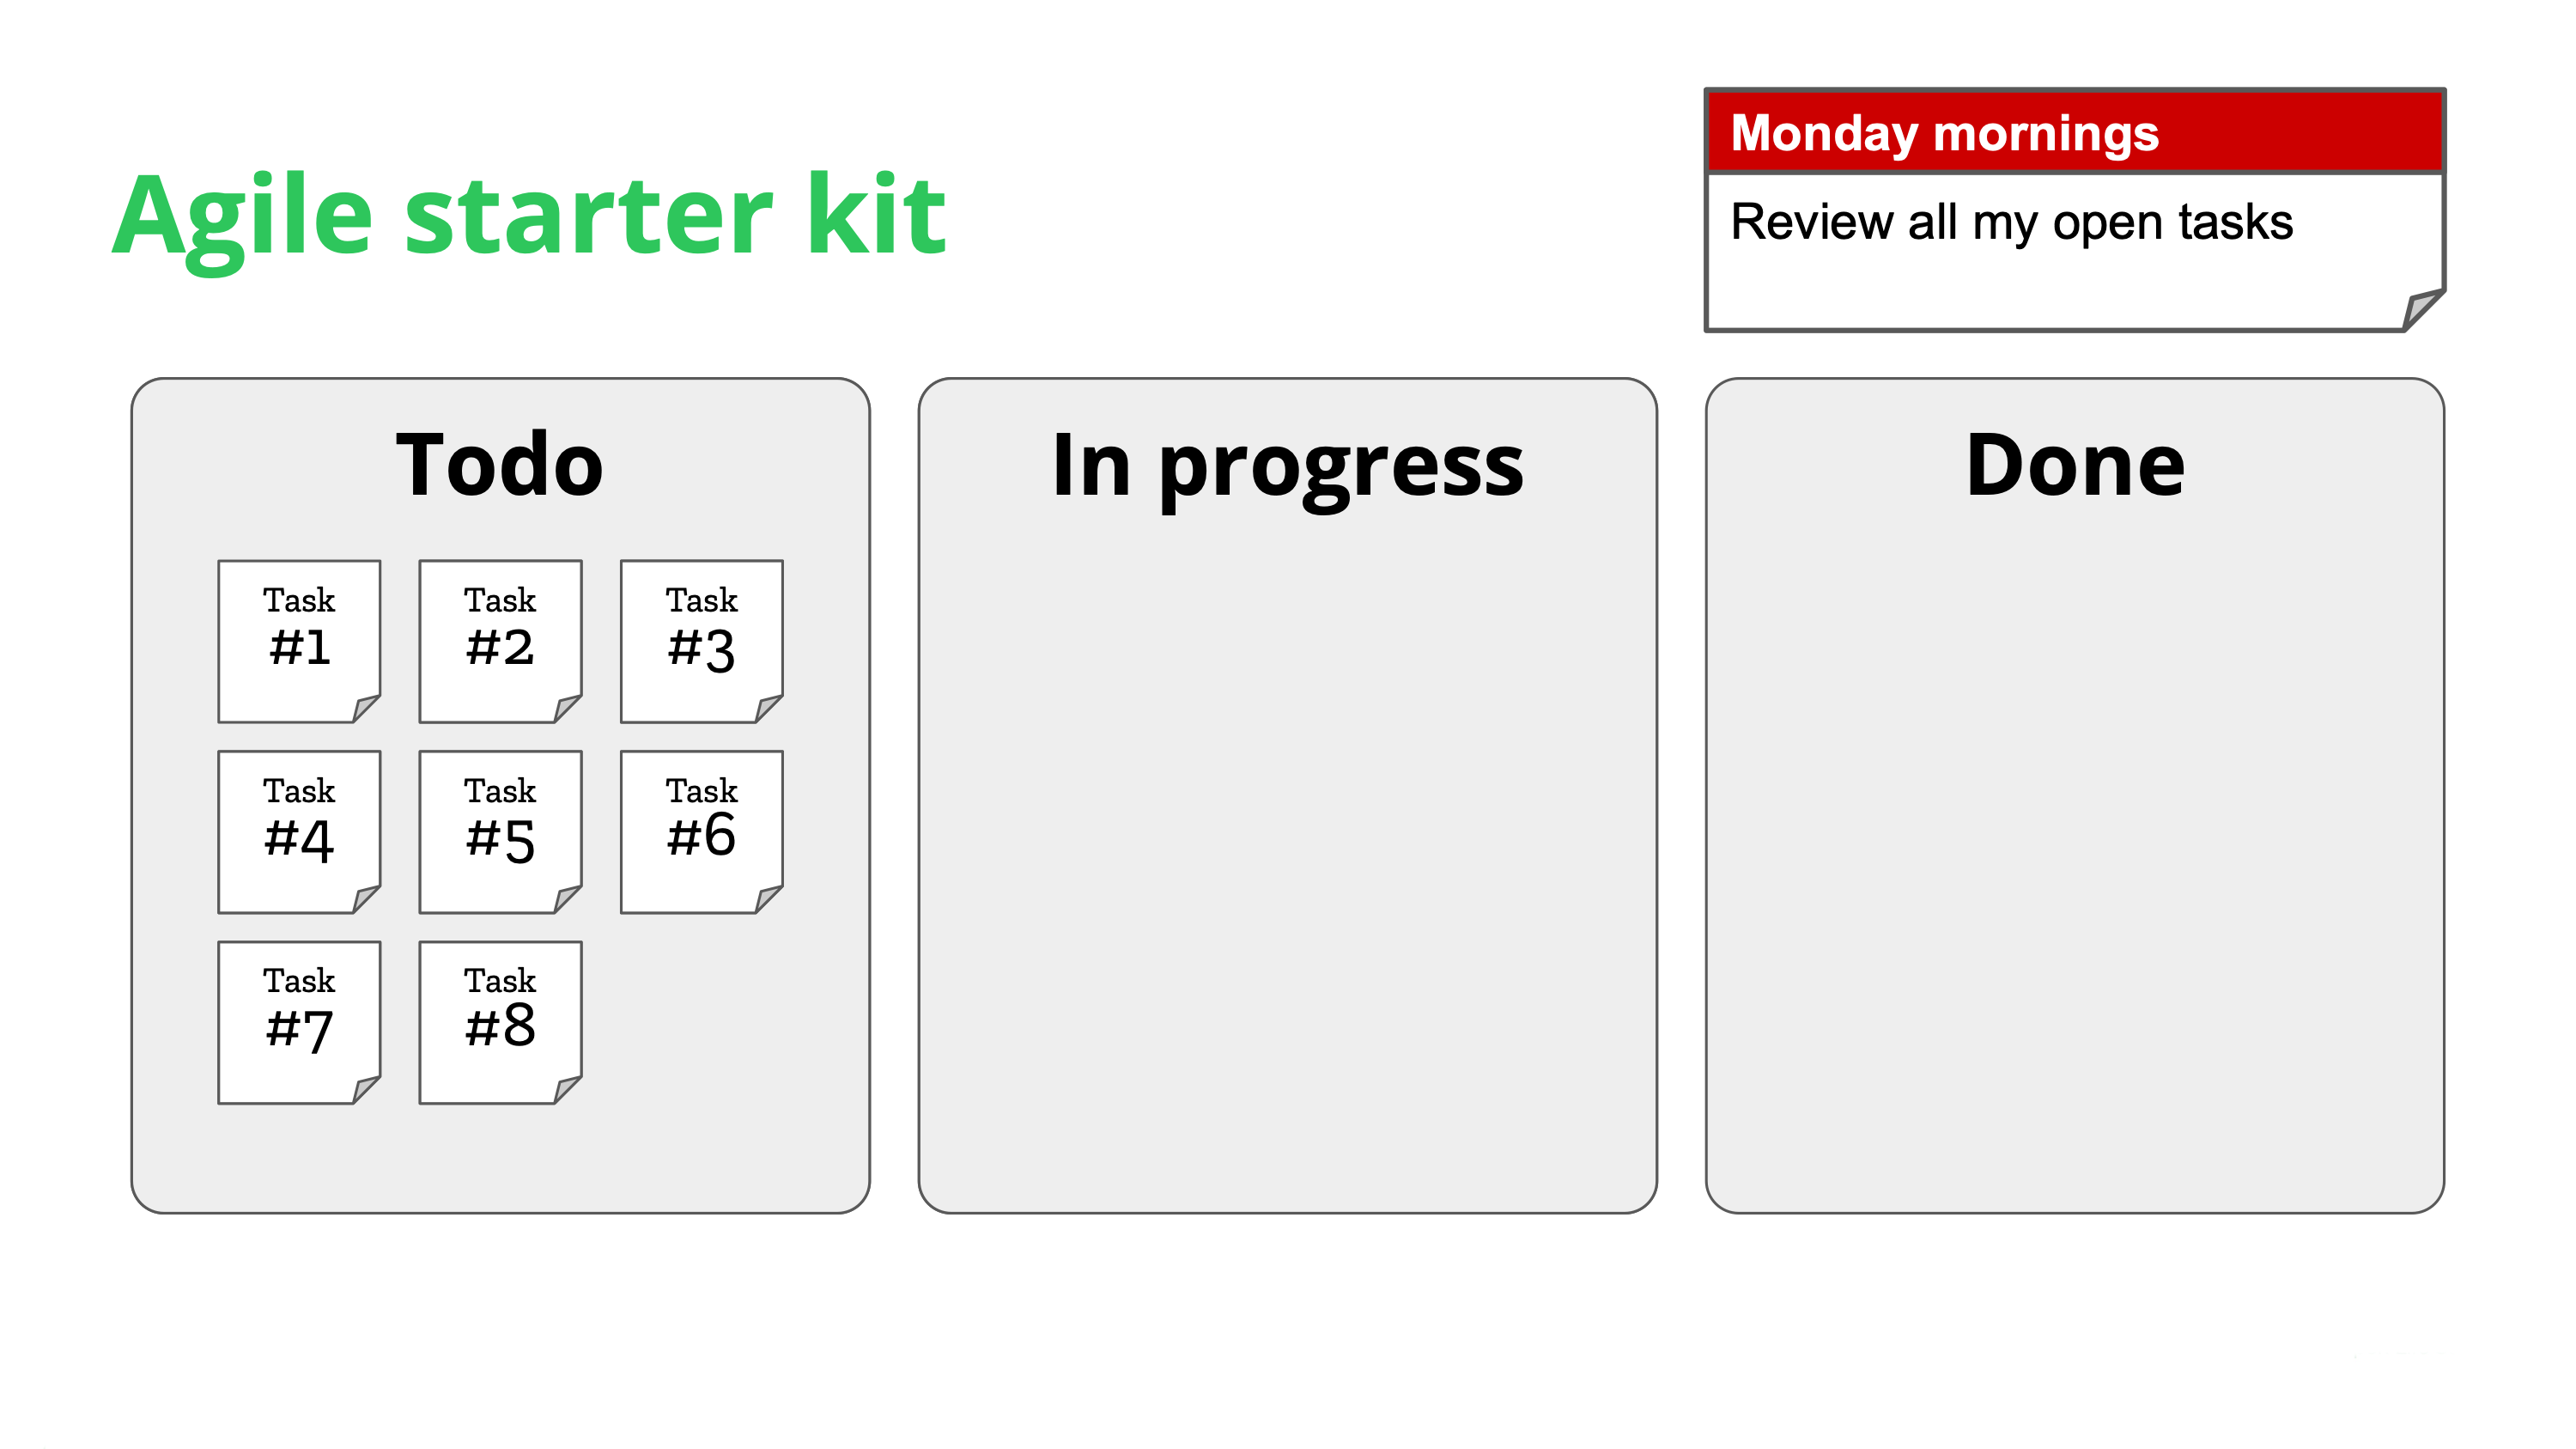 Agile starter kit
Monday mornings
Review all my open tasks
Todo
In progress
Done
Task
#1
Task
#2
Task
#3
Task
#4
Task
#5
Task
#6
Task
#7
Task
#8